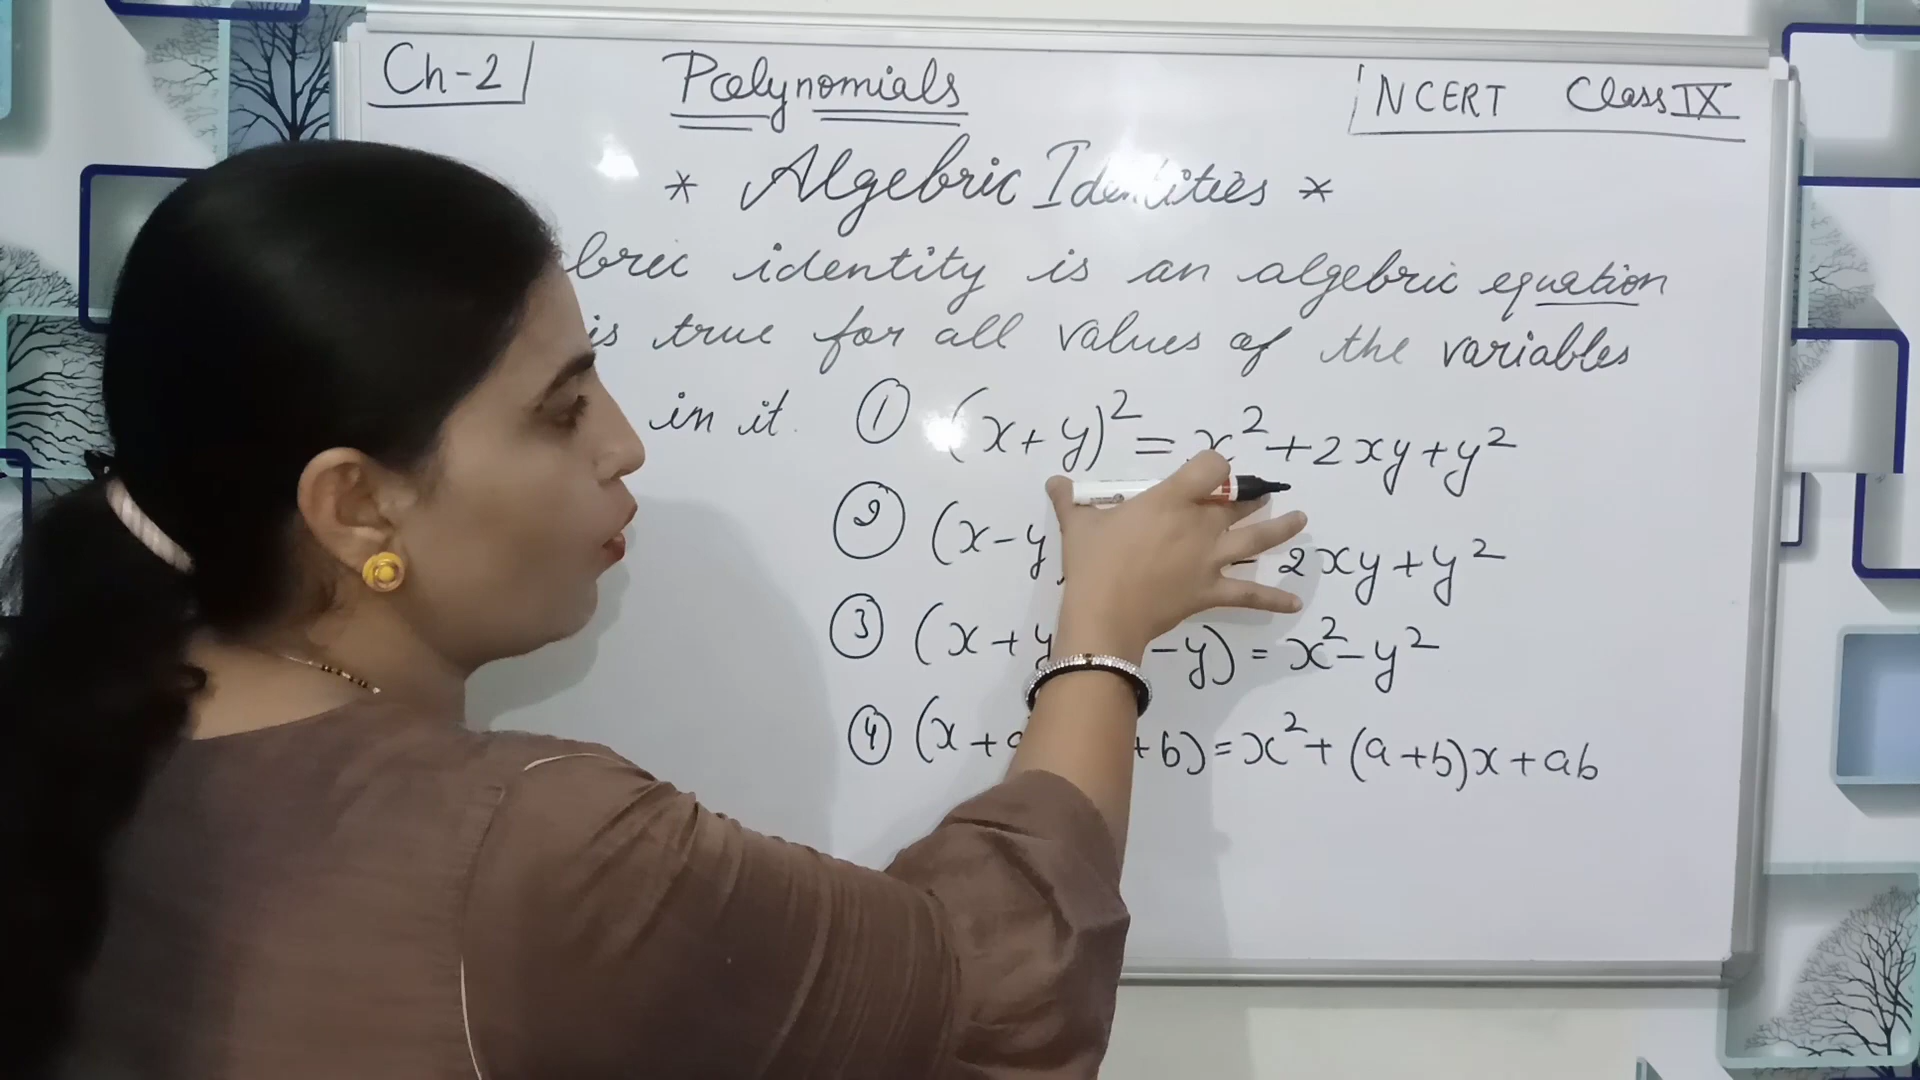 Ch-2
Polynomials
NCERT Class IX
* Algebric Identities *
bric identity is an algebric equation
is true for all values of the variables
in it.
① (x+y)² = x²+2xy+y²
② (x-y - 2xy+y²
③ (x+y -y) = x²-y²
④ (x+a +b) = x²+(a+b)x+ab